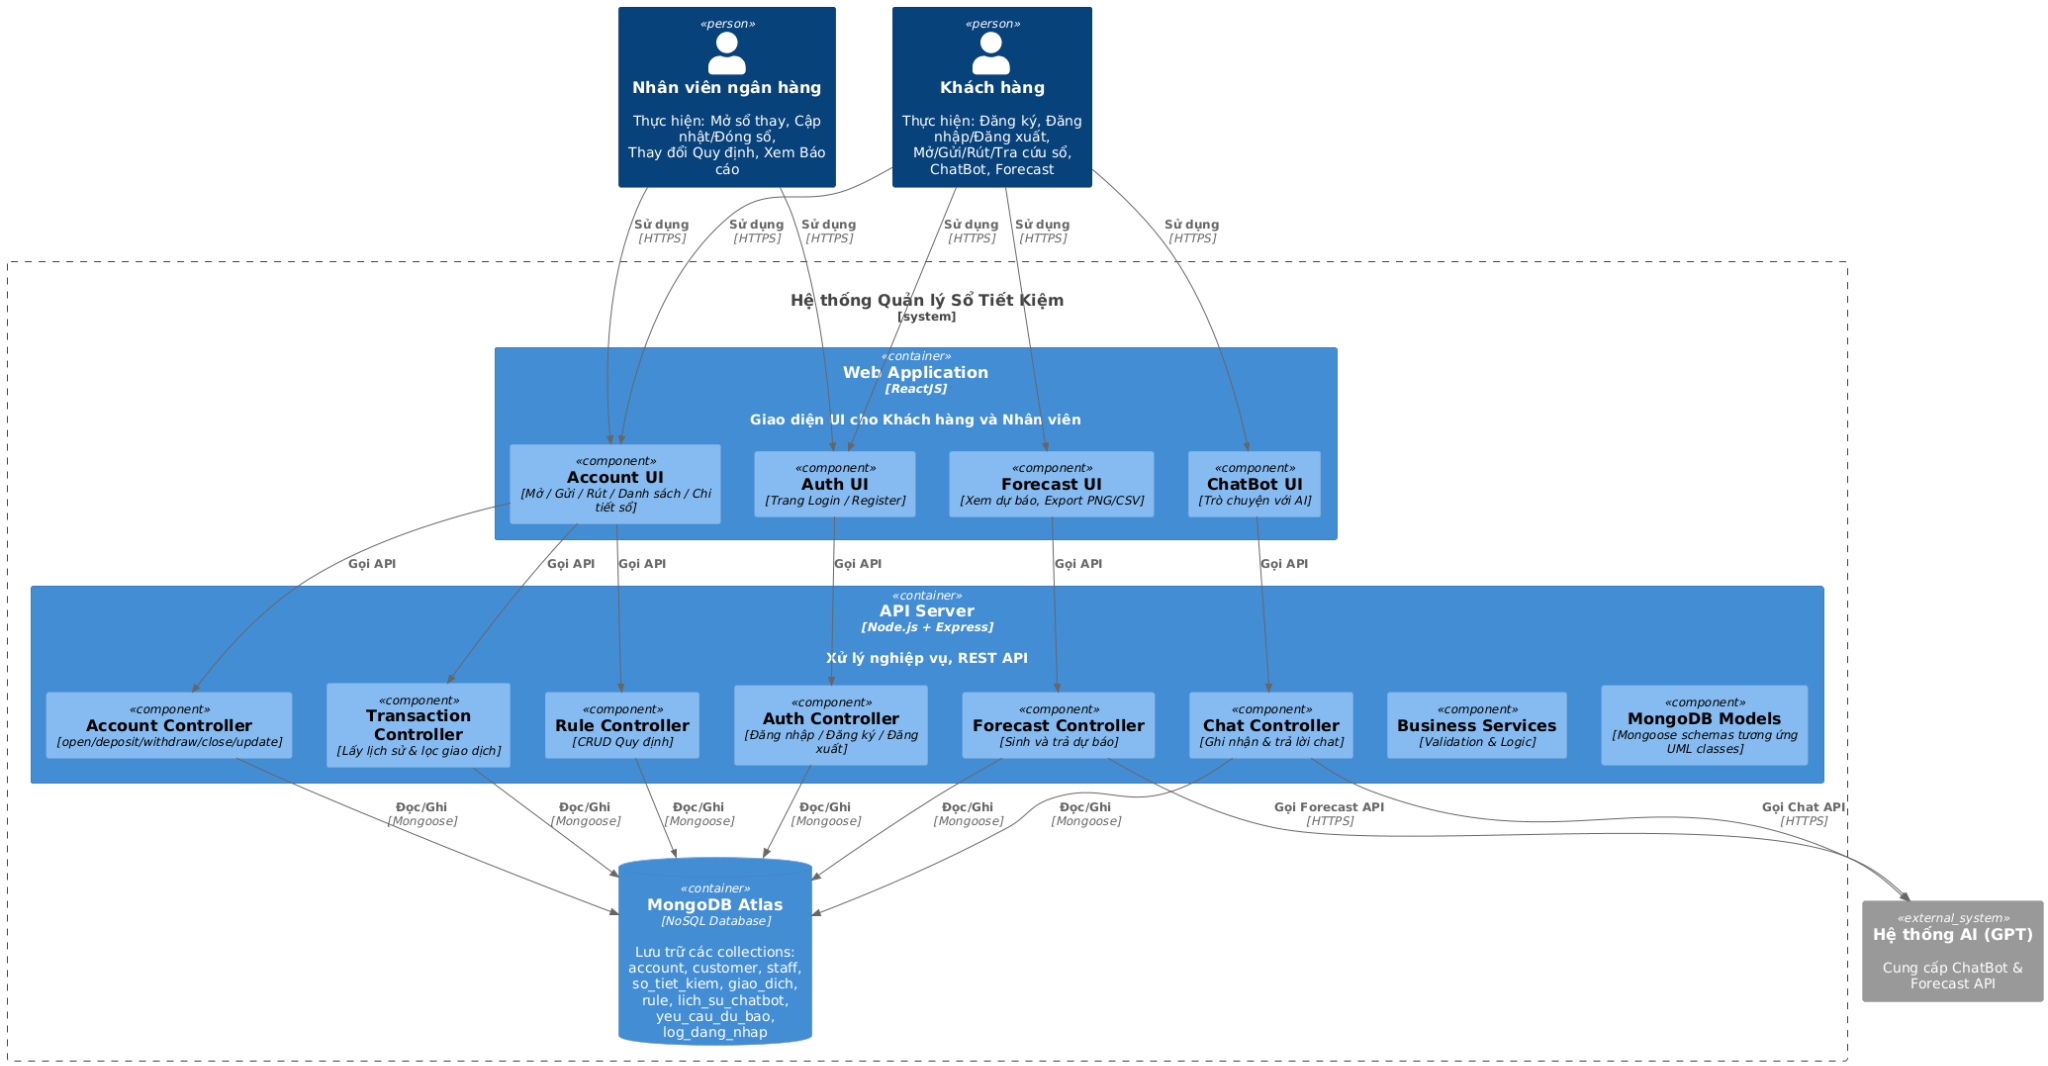 «person»
Nhân viên ngân hàng
Thực hiện: Mở sổ thay, Cập
nhật/Đóng sổ,
Thay đổi Quy định, Xem Báo
cáo
«person»
Khách hàng
Thực hiện: Đăng ký, Đăng
nhập/Đăng xuất,
Mở/Gửi/Rút/Tra cứu sổ,
ChatBot, Forecast
Sử dụng
[HTTPS]
Sử dụng
[HTTPS]
Sử dụng
[HTTPS]
Sử dụng
[HTTPS]
Sử dụng
[HTTPS]
Sử dụng
[HTTPS]
Hệ thống Quản lý Sổ Tiết Kiệm
[system]
«container»
Web Application
[ReactJS]
Giao diện UI cho Khách hàng và Nhân viên
«component»
Account UI
[Mở / Gửi / Rút / Danh sách / Chi
tiết sổ]
«component»
Auth UI
[Trang Login / Register]
«component»
Forecast UI
[Xem dự báo, Export PNG/CSV]
«component»
ChatBot UI
[Trò chuyện với AI]
Gọi API
Gọi API
Gọi API
Gọi API
Gọi API
Gọi API
«container»
API Server
[Node.js + Express]
Xử lý nghiệp vụ, REST API
«component»
Account Controller
[open/deposit/withdraw/close/update]
«component»
Transaction
Controller
[Lấy lịch sử & lọc giao dịch]
«component»
Rule Controller
[CRUD Quy định]
«component»
Auth Controller
[Đăng nhập / Đăng ký / Đăng
xuất]
«component»
Forecast Controller
[Sinh và trả dự báo]
«component»
Chat Controller
[Ghi nhận & trả lời chat]
«component»
Business Services
[Validation & Logic]
«component»
MongoDB Models
[Mongoose schemas tương ứng
UML classes]
Đọc/Ghi
[Mongoose]
Đọc/Ghi
[Mongoose]
Đọc/Ghi
[Mongoose]
Đọc/Ghi
[Mongoose]
Đọc/Ghi
[Mongoose]
Đọc/Ghi
[Mongoose]
Gọi Forecast API
[HTTPS]
Gọi Chat API
[HTTPS]
«container»
MongoDB Atlas
[NoSQL Database]
Lưu trữ các collections:
account, customer, staff,
so_tiet_kiem, giao_dich,
rule, lich_su_chatbot,
yeu_cau_du_bao,
log_dang_nhap
«external_system»
Hệ thống AI (GPT)
Cung cấp ChatBot &
Forecast API